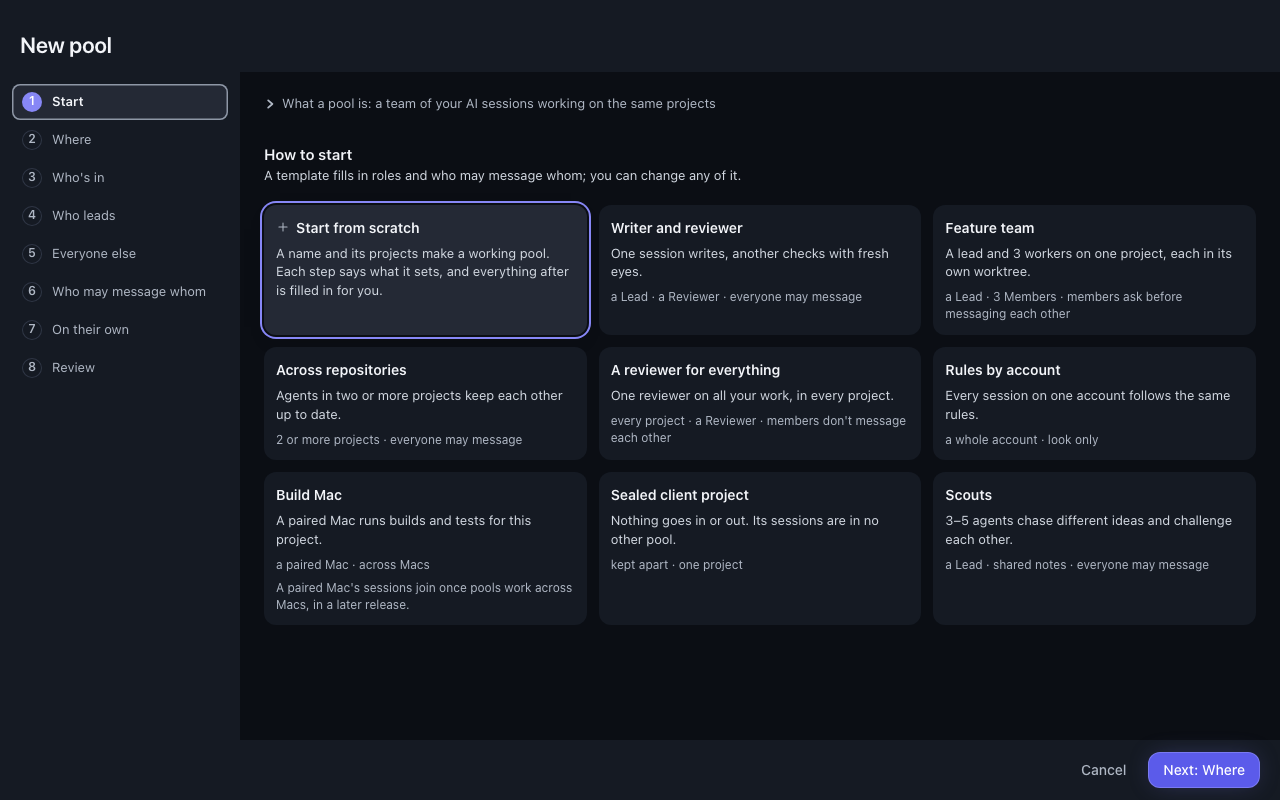 New pool
1 Start
2 Where
3 Who's in
4 Who leads
5 Everyone else
6 Who may message whom
7 On their own
8 Review
What a pool is: a team of your AI sessions working on the same projects
How to start
A template fills in roles and who may message whom; you can change any of it.
+ Start from scratch
A name and its projects make a working pool.
Each step says what it sets, and everything after
is filled in for you.
Writer and reviewer
One session writes, another checks with fresh
eyes.
a Lead · a Reviewer · everyone may message
Feature team
A lead and 3 workers on one project, each in its
own worktree.
a Lead · 3 Members · members ask before
messaging each other
Across repositories
Agents in two or more projects keep each other
up to date.
2 or more projects · everyone may message
A reviewer for everything
One reviewer on all your work, in every project.
every project · a Reviewer · members don't message
each other
Rules by account
Every session on one account follows the same
rules.
a whole account · look only
Build Mac
A paired Mac runs builds and tests for this
project.
a paired Mac · across Macs
A paired Mac's sessions join once pools work across
Macs, in a later release.
Sealed client project
Nothing goes in or out. Its sessions are in no
other pool.
kept apart · one project
Scouts
3–5 agents chase different ideas and challenge
each other.
a Lead · shared notes · everyone may message
Cancel
Next: Where